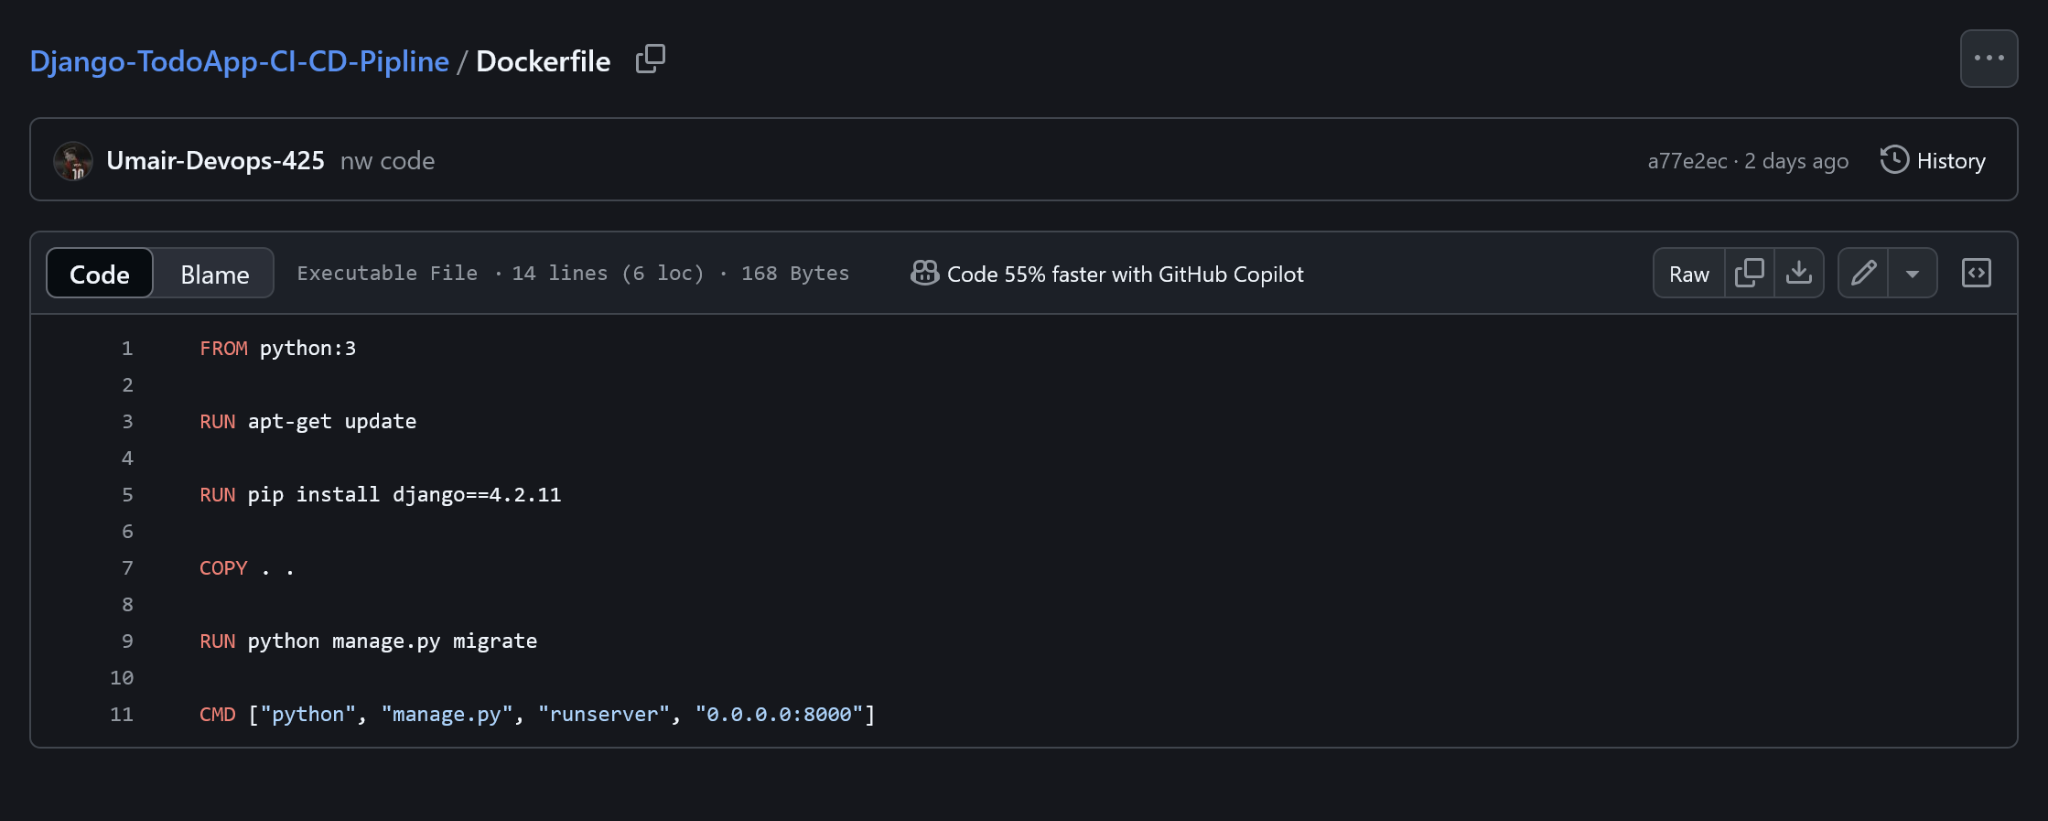 Django-TodoApp-CI-CD-Pipline / Dockerfile
Umair-Devops-425 nw code a77e2ec · 2 days ago History
Code Blame Executable File · 14 lines (6 loc) · 168 Bytes Code 55% faster with GitHub Copilot Raw
1 FROM python:3
2
3 RUN apt-get update
4
5 RUN pip install django==4.2.11
6
7 COPY . .
8
9 RUN python manage.py migrate
10
11 CMD ["python", "manage.py", "runserver", "0.0.0.0:8000"]